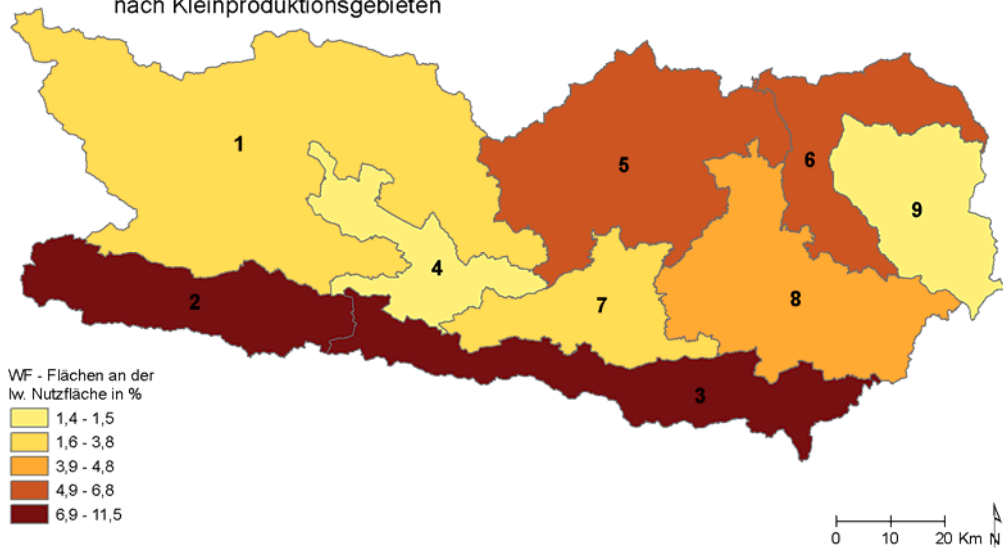 nach Kleinproduktionsgebieten
1
5
6
9
4
2
7
8
3
WF - Flächen an der
lw. Nutzfläche in %
1,4 - 1,5
1,6 - 3,8
3,9 - 4,8
4,9 - 6,8
6,9 - 11,5
0 10 20 Km N